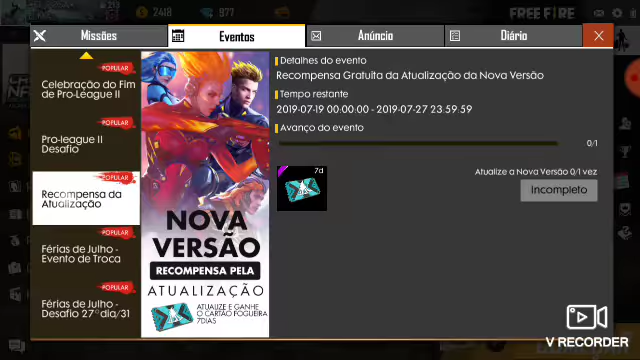 2418
977
FREE FIRE
Missões
Eventos
Anúncio
Diário
POPULAR
Celebração do Fim
de Pro-League II
POPULAR
Pro-league II
Desafio
POPULAR
Recompensa da
Atualização
POPULAR
Férias de Julho -
Evento de Troca
POPULAR
Férias de Julho -
Desafio 27°dia/31
NOVA
VERSÃO
RECOMPENSA PELA
ATUALIZAÇÃO
ATUALIZE E GANHE
O CARTÃO FOGUEIRA
7DIAS
Detalhes do evento
Recompensa Gratuita da Atualização da Nova Versão
Tempo restante
2019-07-19 00:00:00 - 2019-07-27 23:59:59
Avanço do evento
0/1
7d
Atualize a Nova Versão 0/1 vez
Incompleto
V RECORDER